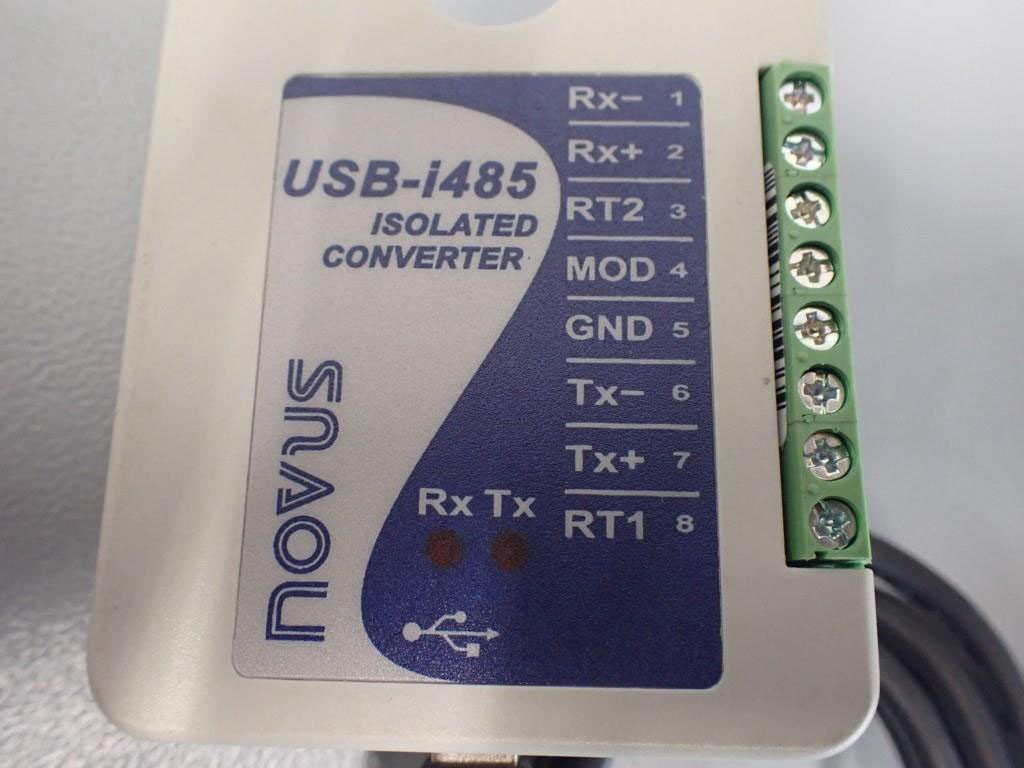 USB-i485
ISOLATED
CONVERTER
novus
Rx Tx
Rx- 1
Rx+ 2
RT2 3
MOD 4
GND 5
Tx- 6
Tx+ 7
RT1 8